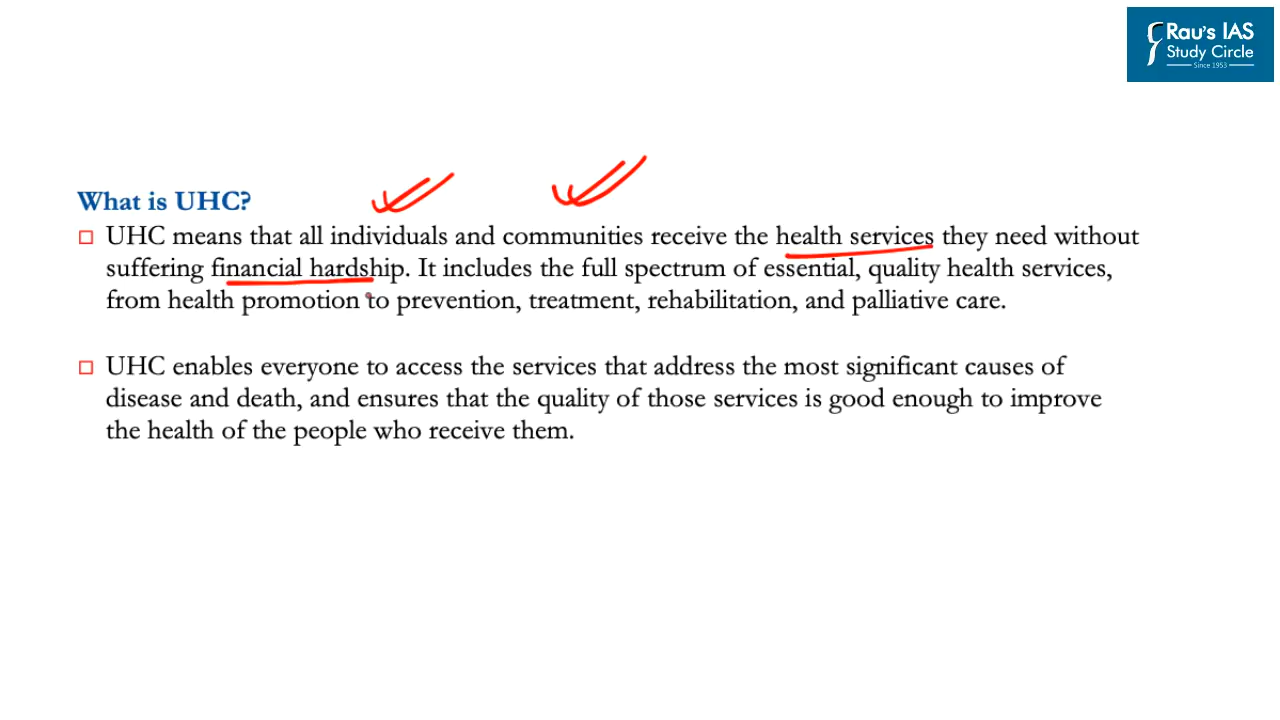 Rau's IAS
Study Circle
Since 1953
What is UHC?
UHC means that all individuals and communities receive the health services they need without
suffering financial hardship. It includes the full spectrum of essential, quality health services,
from health promotion to prevention, treatment, rehabilitation, and palliative care.
UHC enables everyone to access the services that address the most significant causes of
disease and death, and ensures that the quality of those services is good enough to improve
the health of the people who receive them.